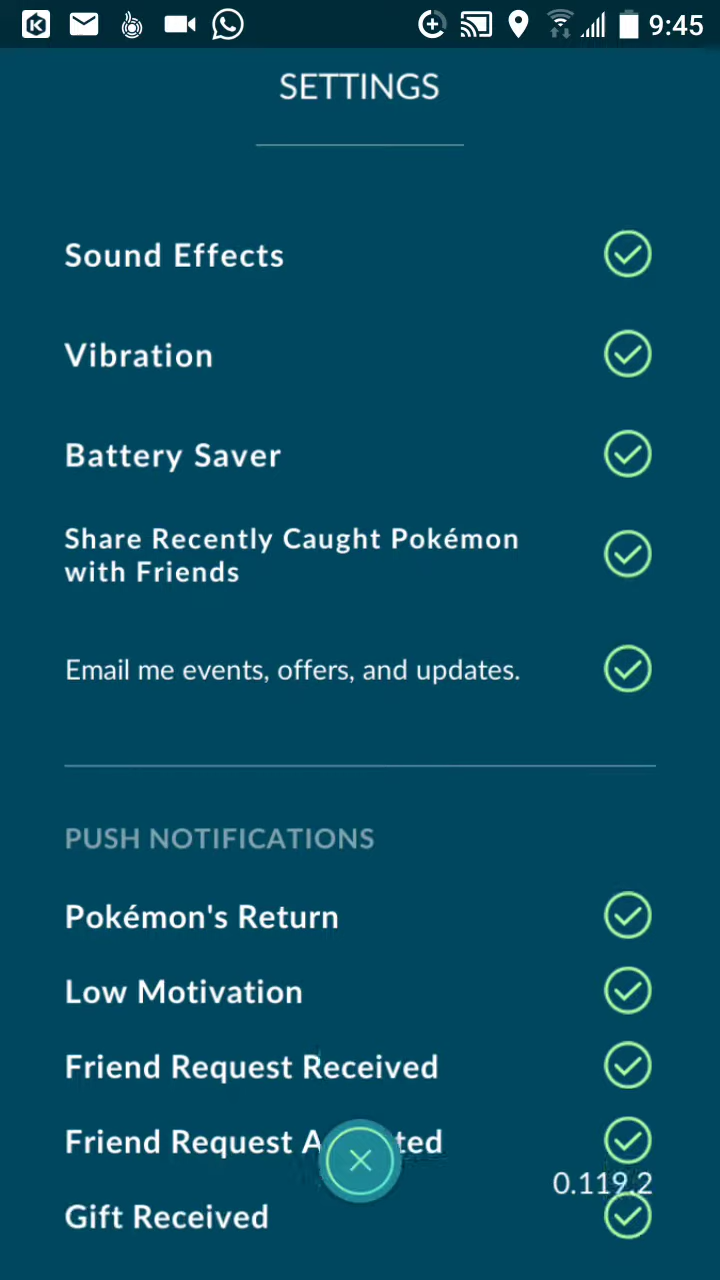 9:45
SETTINGS
Sound Effects
Vibration
Battery Saver
Share Recently Caught Pokémon
with Friends
Email me events, offers, and updates.
PUSH NOTIFICATIONS
Pokémon's Return
Low Motivation
Friend Request Received
Friend Request
0.119.2
Gift Received